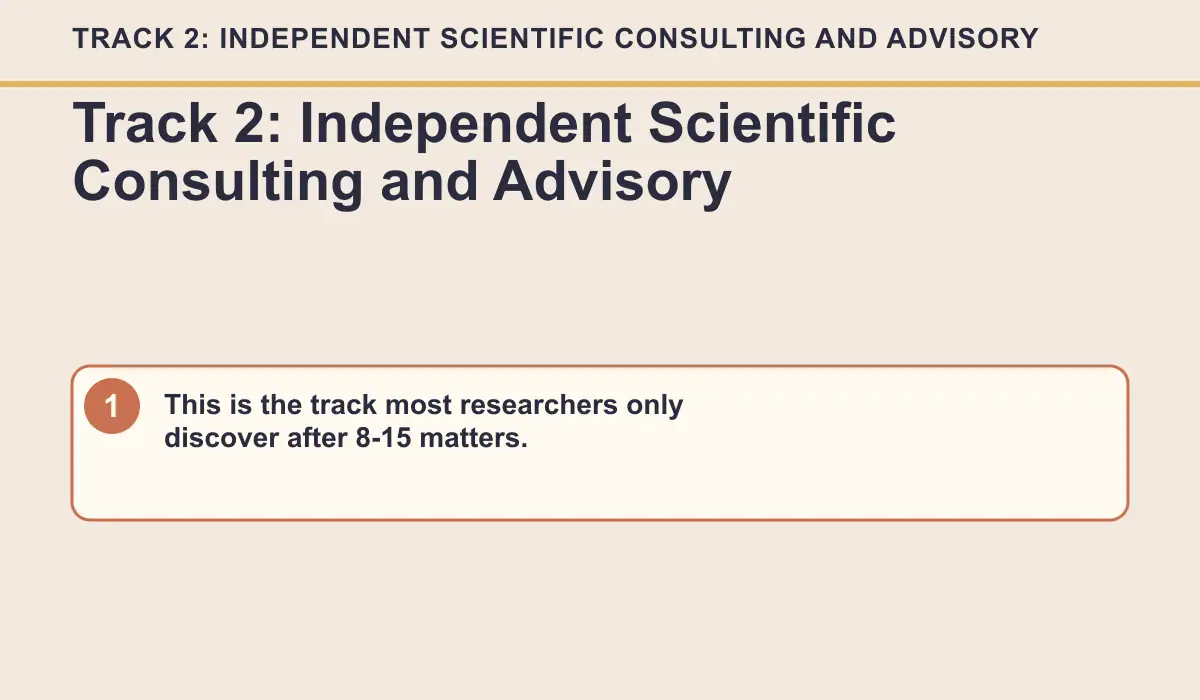 TRACK 2: INDEPENDENT SCIENTIFIC CONSULTING AND ADVISORY
Track 2: Independent Scientific
Consulting and Advisory
1
This is the track most researchers only
discover after 8-15 matters.